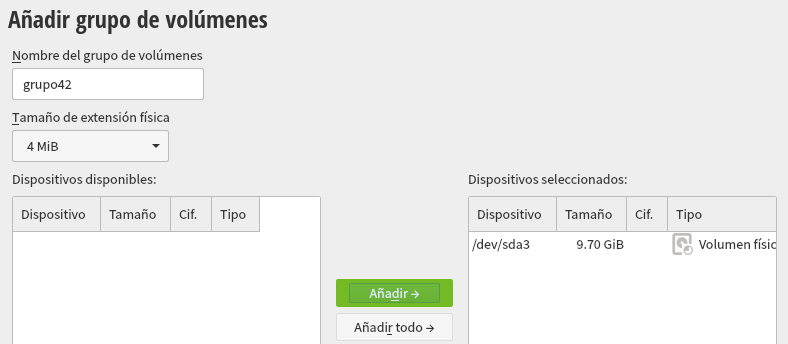 Añadir grupo de volúmenes
Nombre del grupo de volúmenes
grupo42
Tamaño de extensión física
4 MiB
Dispositivos disponibles:
Dispositivo Tamaño Cif. Tipo
Añadir →
Añadir todo →
Dispositivos seleccionados:
Dispositivo Tamaño Cif. Tipo
/dev/sda3 9.70 GiB Volumen físic